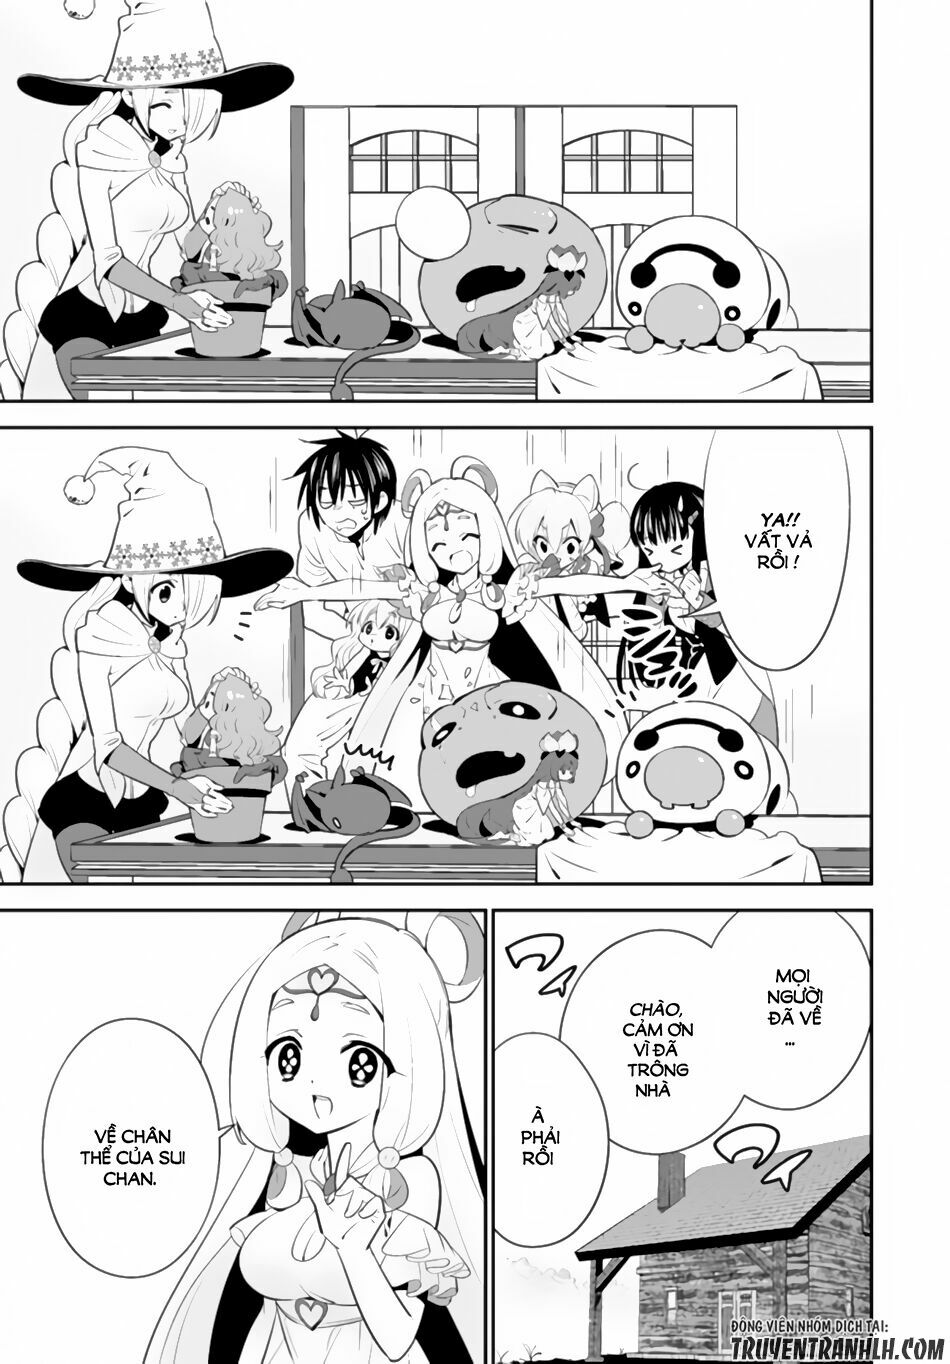 YA!!
VẤT VẢ
RỒI !
MỌI
NGƯỜI
ĐÃ VỀ
...
CHÀO,
CẢM ƠN
VÌ ĐÃ
TRÔNG
NHÀ
À
PHẢI
RỒI
VỀ CHÂN
THỂ CỦA SUI
CHAN.
ĐỘNG VIÊN NHÓM DỊCH TẠI:
TRUYENTRANHLH.COM